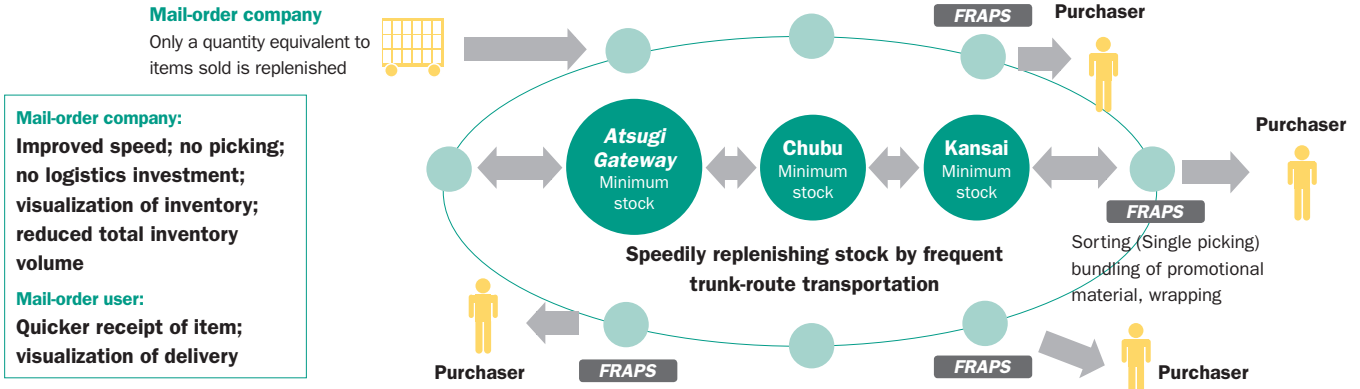 Mail-order company
Only a quantity equivalent to
items sold is replenished
FRAPS
Purchaser
Mail-order company:
Improved speed; no picking;
no logistics investment;
visualization of inventory;
reduced total inventory
volume
Mail-order user:
Quicker receipt of item;
visualization of delivery
Atsugi
Gateway
Minimum
stock
Chubu
Minimum
stock
Kansai
Minimum
stock
Purchaser
FRAPS
Sorting (Single picking)
bundling of promotional
material, wrapping
Speedily replenishing stock by frequent
trunk-route transportation
Purchaser
FRAPS
FRAPS
Purchaser